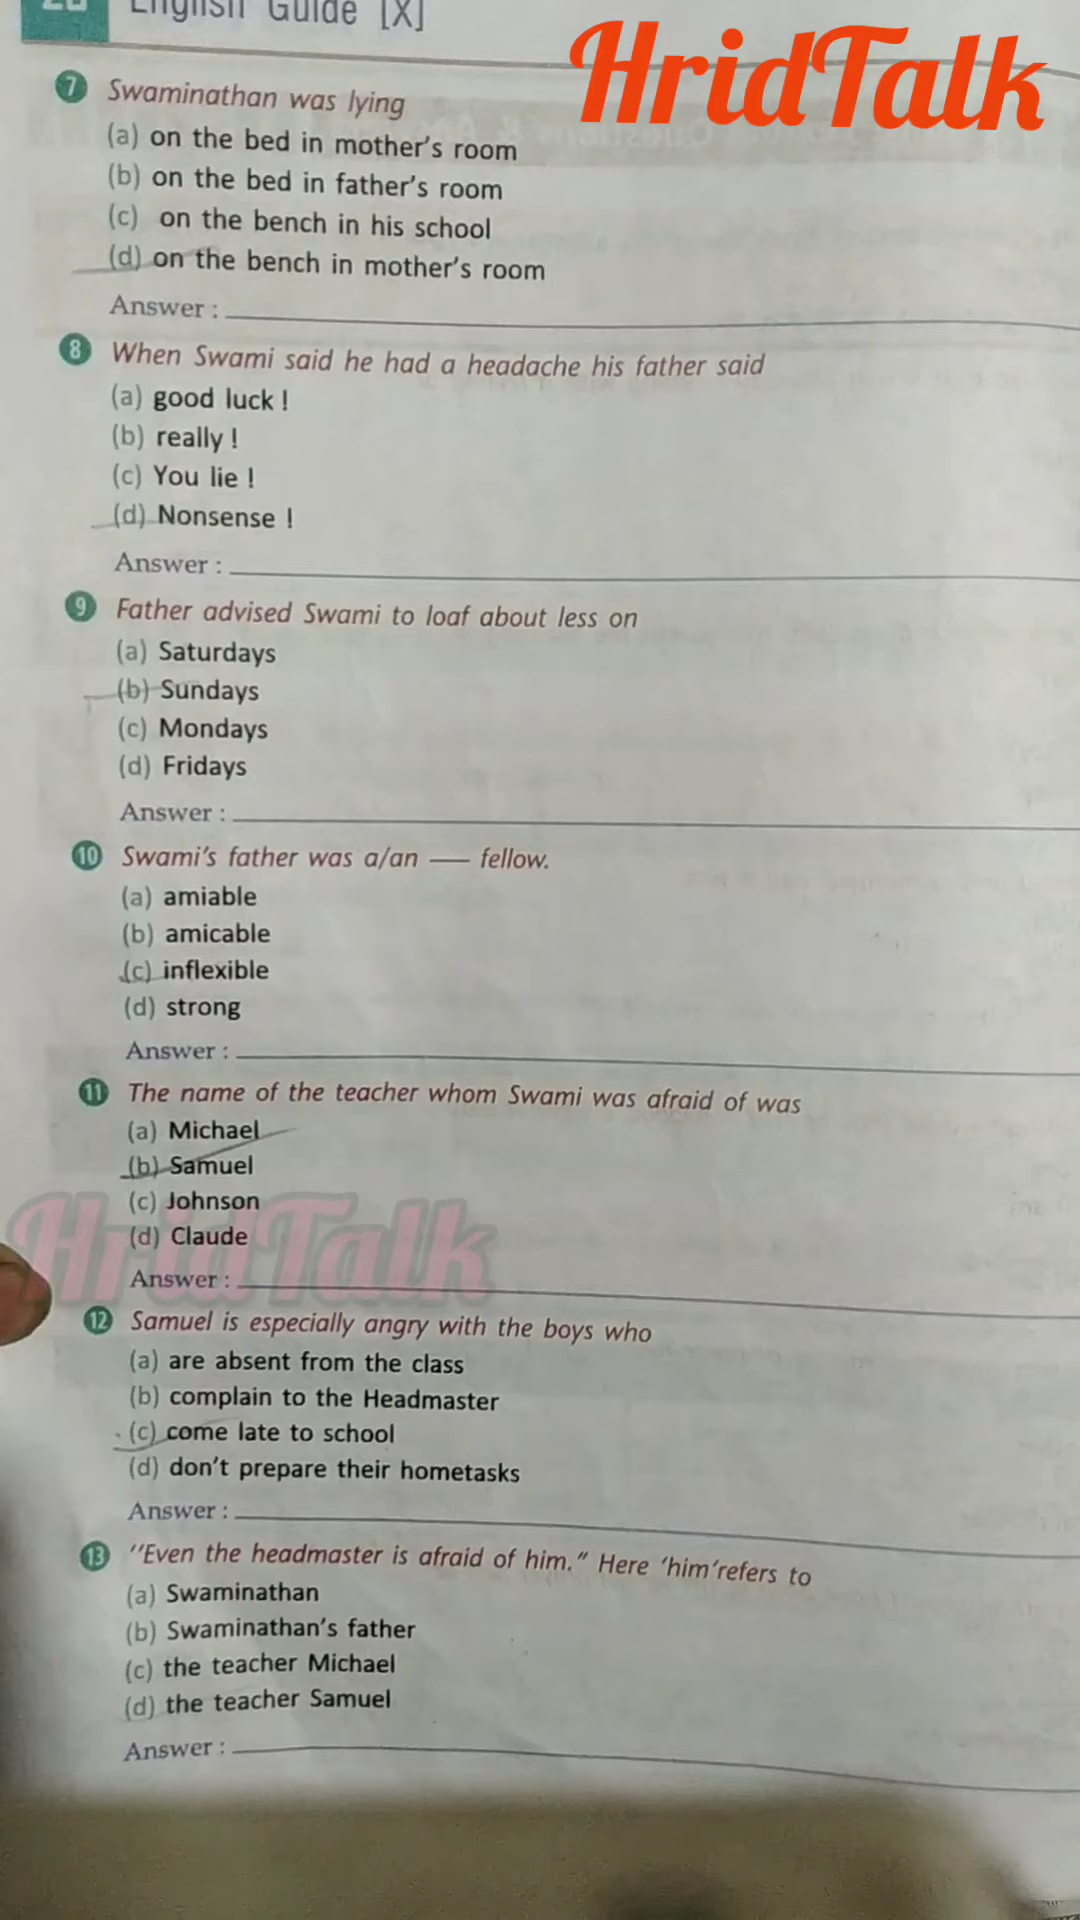 20 English Guide [X]
HridTalk
7 Swaminathan was lying
(a) on the bed in mother's room
(b) on the bed in father's room
(c) on the bench in his school
(d) on the bench in mother's room
Answer :
8 When Swami said he had a headache his father said
(a) good luck !
(b) really !
(c) You lie !
(d) Nonsense !
Answer :
9 Father advised Swami to loaf about less on
(a) Saturdays
(b) Sundays
(c) Mondays
(d) Fridays
Answer :
10 Swami's father was a/an — fellow.
(a) amiable
(b) amicable
(c) inflexible
(d) strong
Answer :
11 The name of the teacher whom Swami was afraid of was
(a) Michael
(b) Samuel
(c) Johnson
(d) Claude
HridTalk
Answer :
12 Samuel is especially angry with the boys who
(a) are absent from the class
(b) complain to the Headmaster
(c) come late to school
(d) don't prepare their hometasks
Answer :
13 ''Even the headmaster is afraid of him." Here 'him'refers to
(a) Swaminathan
(b) Swaminathan's father
(c) the teacher Michael
(d) the teacher Samuel
Answer :